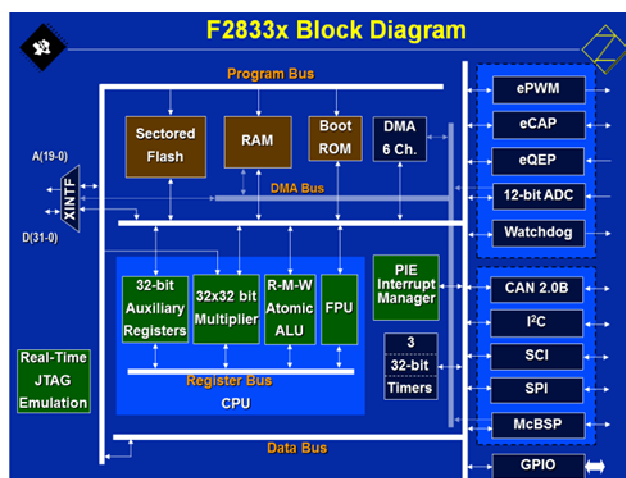 F2833x Block Diagram
Program Bus
ePWM
Sectored
Flash
RAM
Boot
ROM
DMA
6 Ch.
eCAP
A(19-0)
eQEP
XINTF
DMA Bus
12-bit ADC
D(31-0)
Watchdog
32-bit
Auxiliary
Registers
32x32 bit
Multiplier
R-M-W
Atomic
ALU
FPU
PIE
Interrupt
Manager
CAN 2.0B
I²C
3
32-bit
Timers
SCI
Real-Time
JTAG
Emulation
Register Bus
CPU
SPI
McBSP
Data Bus
GPIO